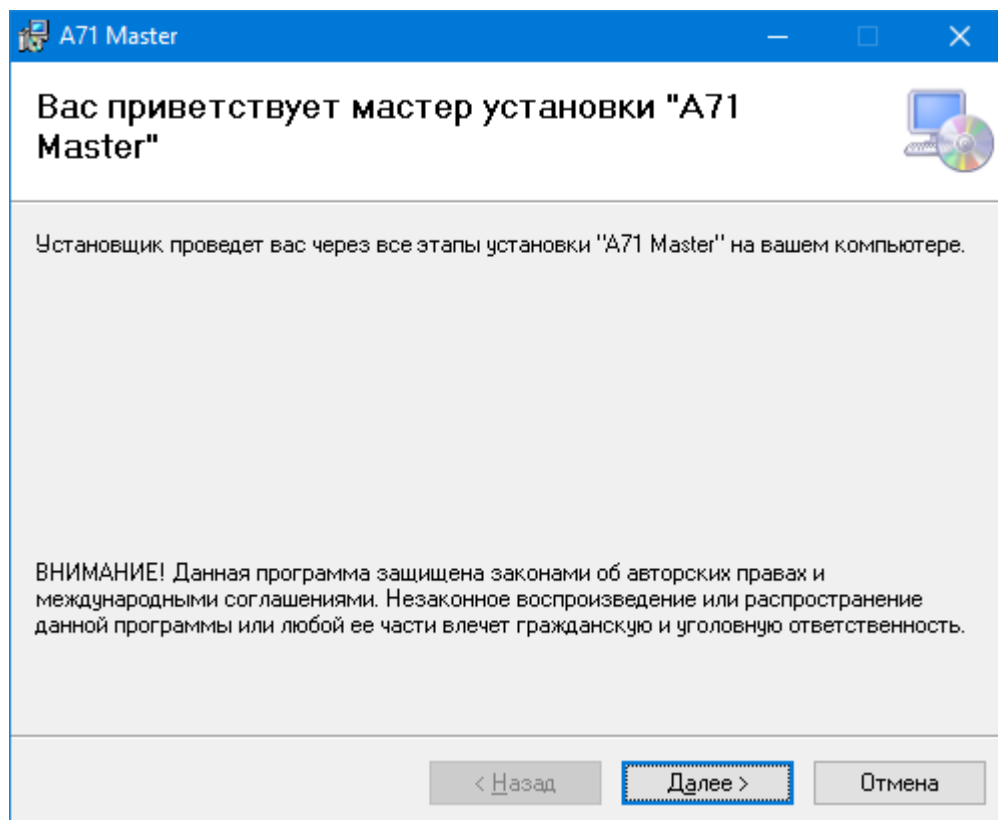 A71 Master
Вас приветствует мастер установки "A71
Master"
Установщик проведет вас через все этапы установки "A71 Master" на вашем компьютере.
ВНИМАНИЕ! Данная программа защищена законами об авторских правах и
международными соглашениями. Незаконное воспроизведение или распространение
данной программы или любой ее части влечет гражданскую и уголовную ответственность.
< Назад
Далее >
Отмена